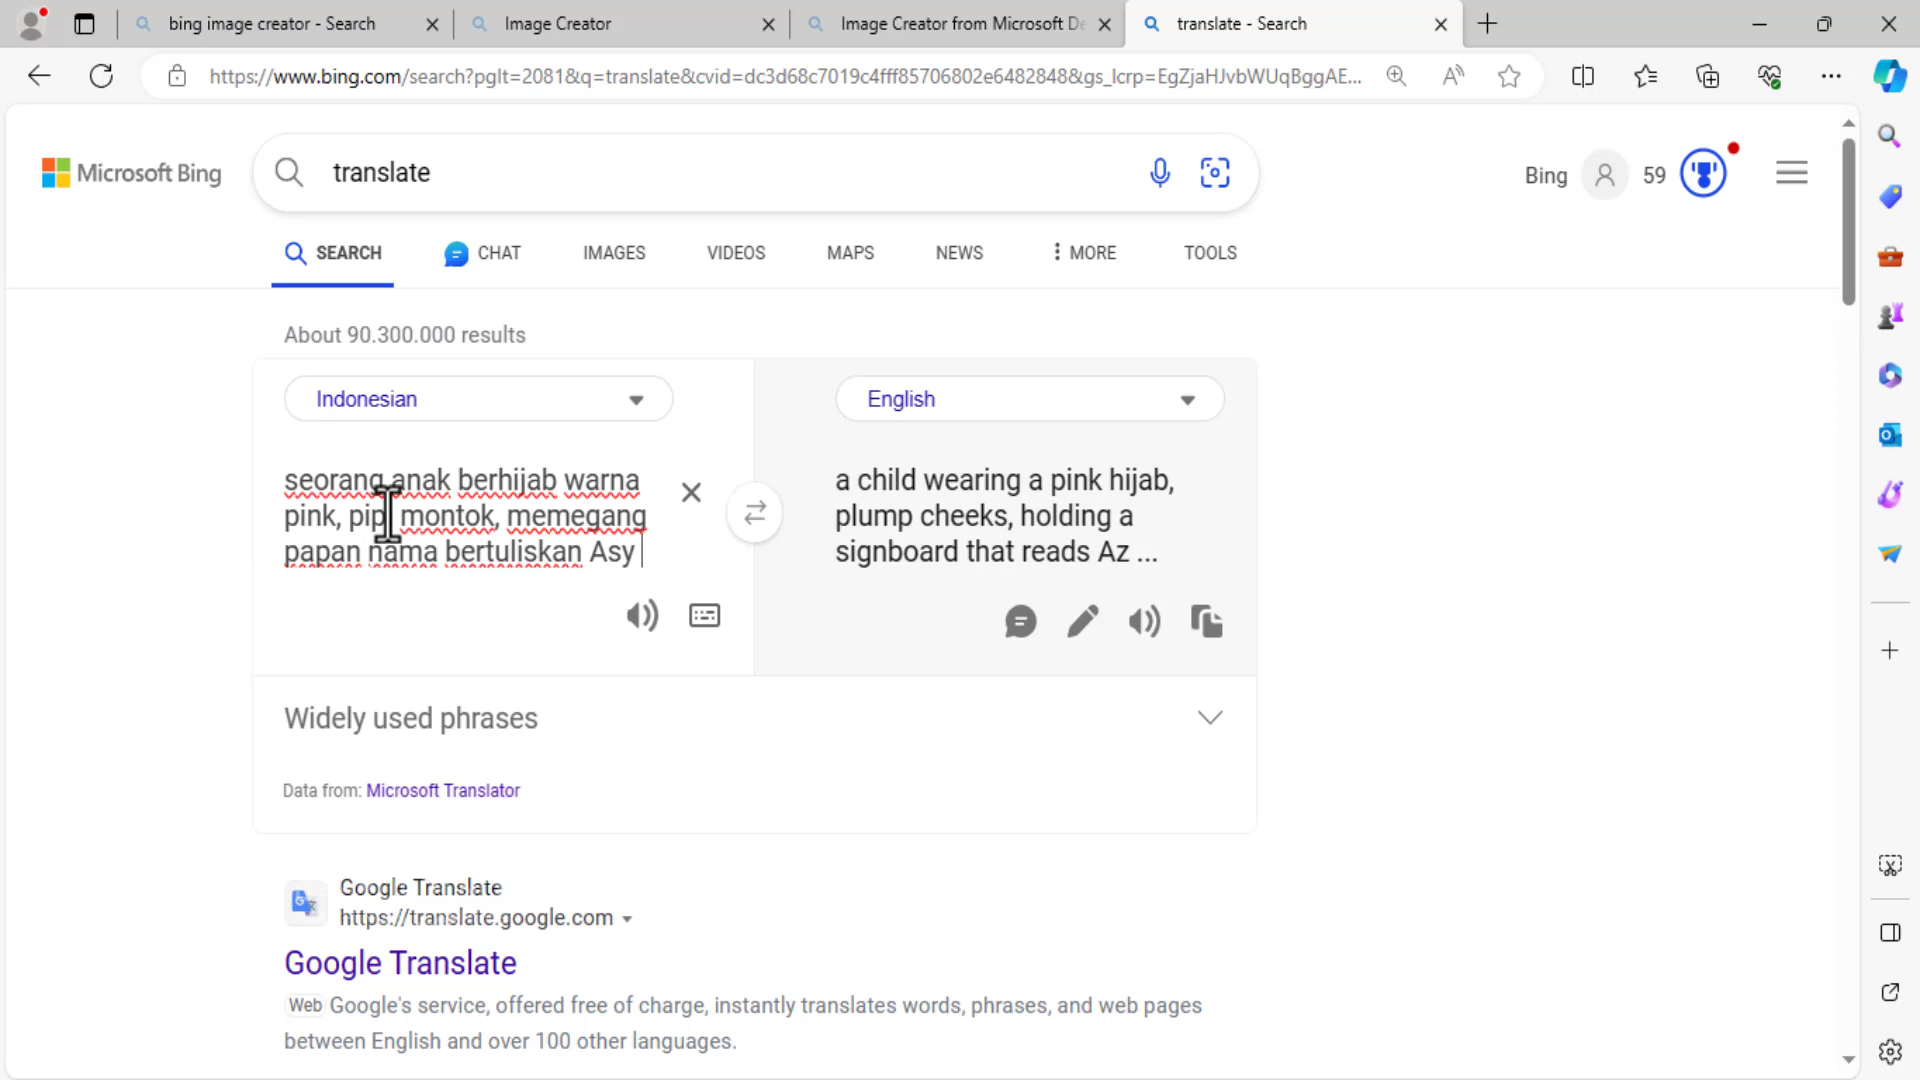 bing image creator - Search
Image Creator
Image Creator from Microsoft De
translate - Search
https://www.bing.com/search?pglt=2081&q=translate&cvid=dc3d68c7019c4fff85706802e6482848&gs_lcrp=EgZjaHJvbWUqBggAE...
Microsoft Bing
translate
Bing
59
SEARCH
CHAT
IMAGES
VIDEOS
MAPS
NEWS
MORE
TOOLS
About 90.300.000 results
Indonesian
English
seorang anak berhijab warna
pink, pipi montok, memegang
papan nama bertuliskan Asy
a child wearing a pink hijab,
plump cheeks, holding a
signboard that reads Az ...
Widely used phrases
Data from: Microsoft Translator
Google Translate
https://translate.google.com
Google Translate
Web Google's service, offered free of charge, instantly translates words, phrases, and web pages
between English and over 100 other languages.